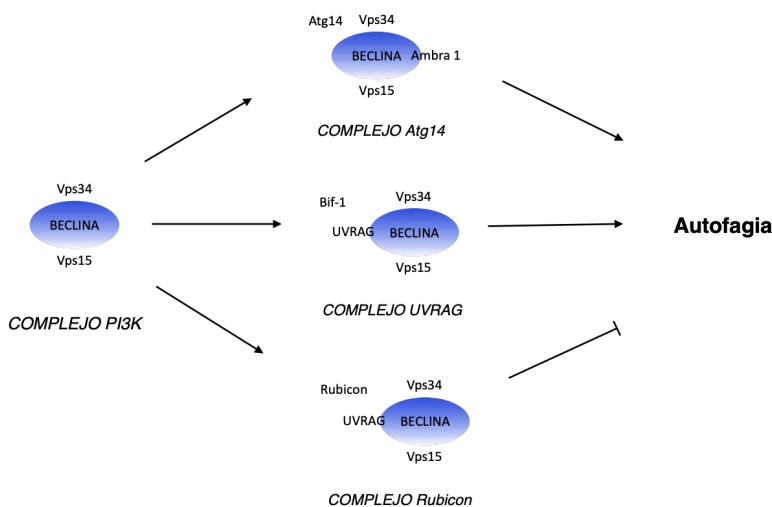 Atg14 Vps34
BECLINA Ambra 1
Vps15
COMPLEJO Atg14
Vps34
BECLINA
Vps15
COMPLEJO PI3K
Bif-1 Vps34
UVRAG BECLINA
Vps15
COMPLEJO UVRAG
Autofagia
Rubicon Vps34
UVRAG BECLINA
Vps15
COMPLEJO Rubicon